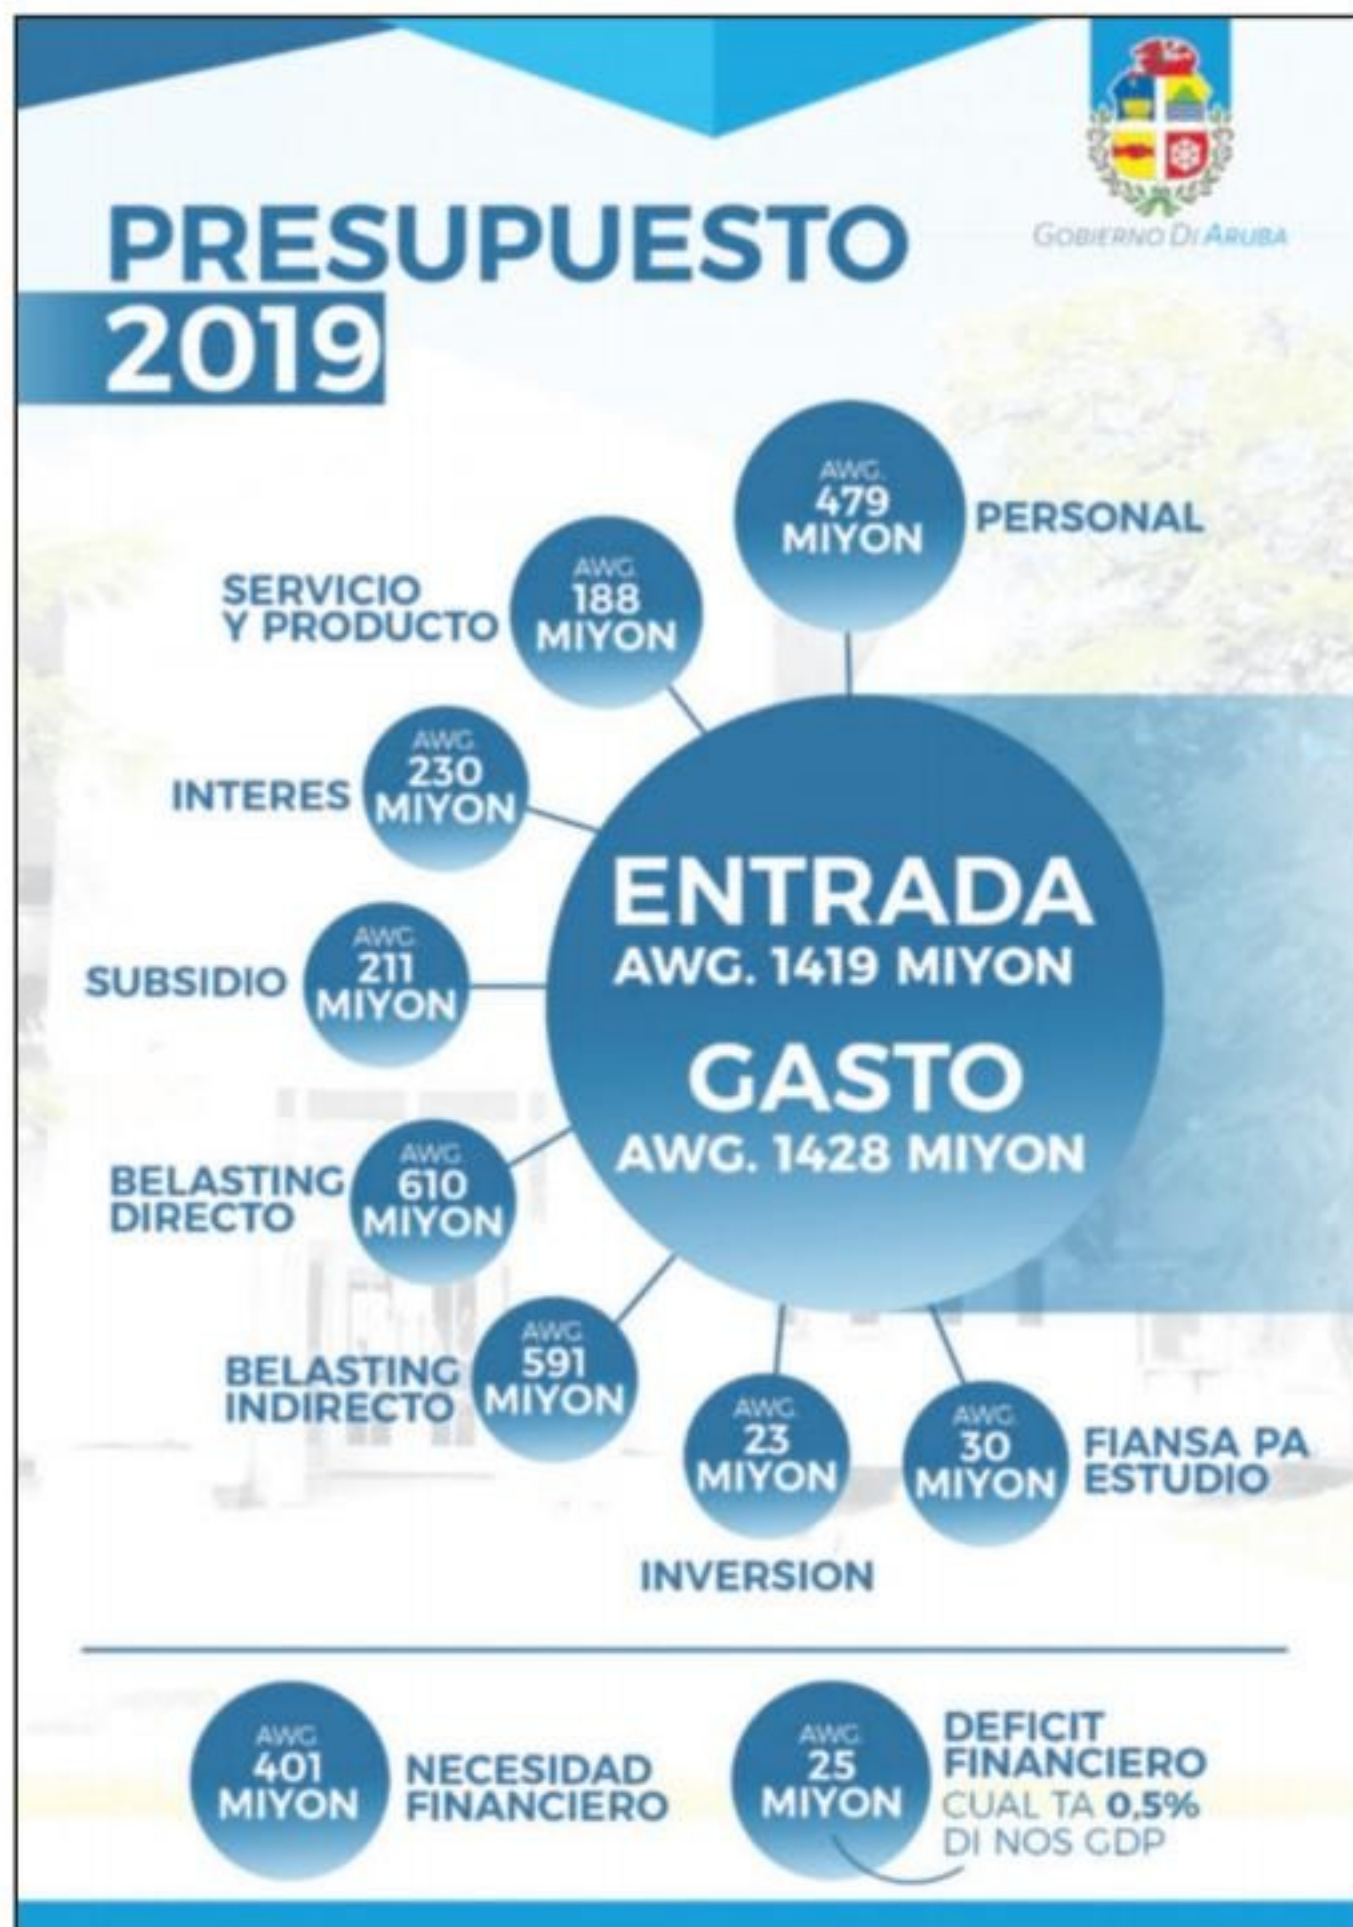 GOBIERNO DI ARUBA
PRESUPUESTO
2019
AWG.
479
MIYON
PERSONAL
SERVICIO
Y PRODUCTO
AWG.
188
MIYON
INTERES
AWG.
230
MIYON
SUBSIDIO
AWG.
211
MIYON
ENTRADA
AWG. 1419 MIYON
GASTO
AWG. 1428 MIYON
BELASTING
DIRECTO
AWG.
610
MIYON
BELASTING
INDIRECTO
AWG.
591
MIYON
AWG.
23
MIYON
INVERSION
AWG.
30
MIYON
FIANSA PA
ESTUDIO
AWG.
401
MIYON
NECESIDAD
FINANCIERO
AWG.
25
MIYON
DEFICIT
FINANCIERO
CUAL TA 0,5%
DI NOS GDP